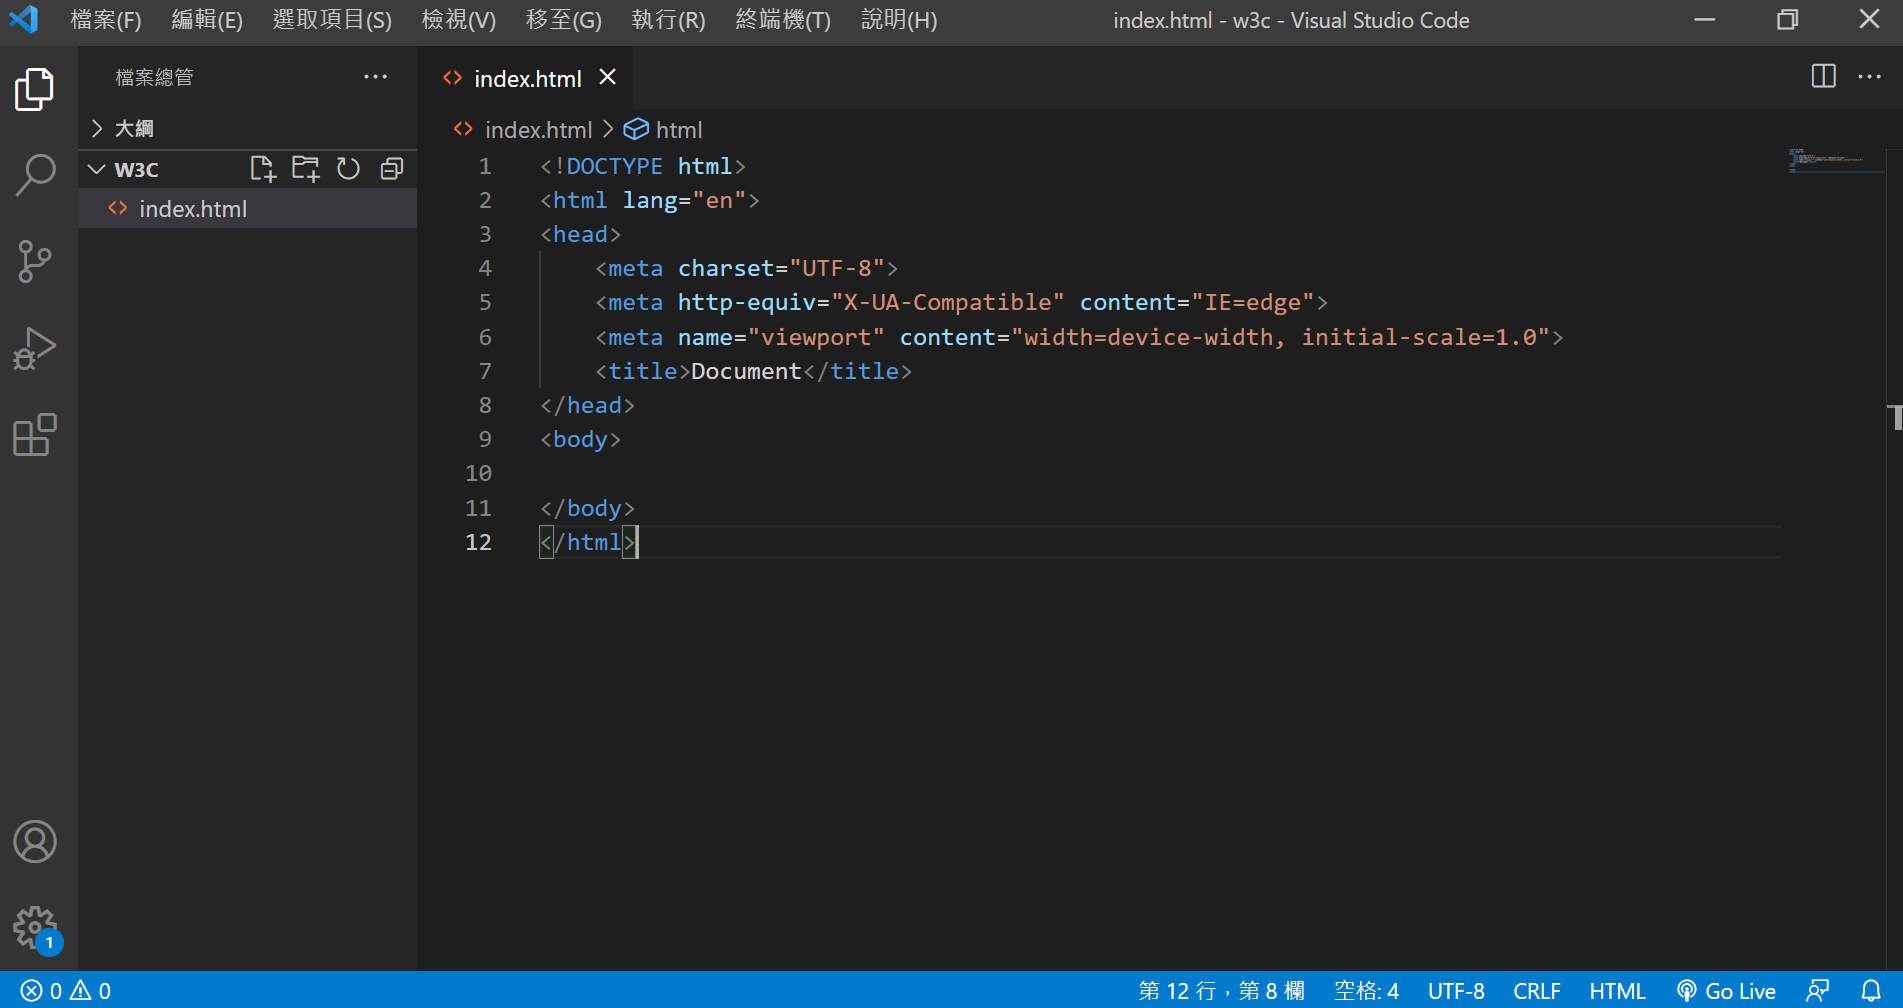 檔案(F) 編輯(E) 選取項目(S) 檢視(V) 移至(G) 執行(R) 終端機(T) 說明(H) index.html - w3c - Visual Studio Code
檔案總管
大綱
W3C
index.html
index.html
index.html > html
1 <!DOCTYPE html>
2 <html lang="en">
3 <head>
4     <meta charset="UTF-8">
5     <meta http-equiv="X-UA-Compatible" content="IE=edge">
6     <meta name="viewport" content="width=device-width, initial-scale=1.0">
7     <title>Document</title>
8 </head>
9 <body>
10
11 </body>
12 </html>
1
0 0 第 12 行，第 8 欄 空格: 4 UTF-8 CRLF HTML Go Live